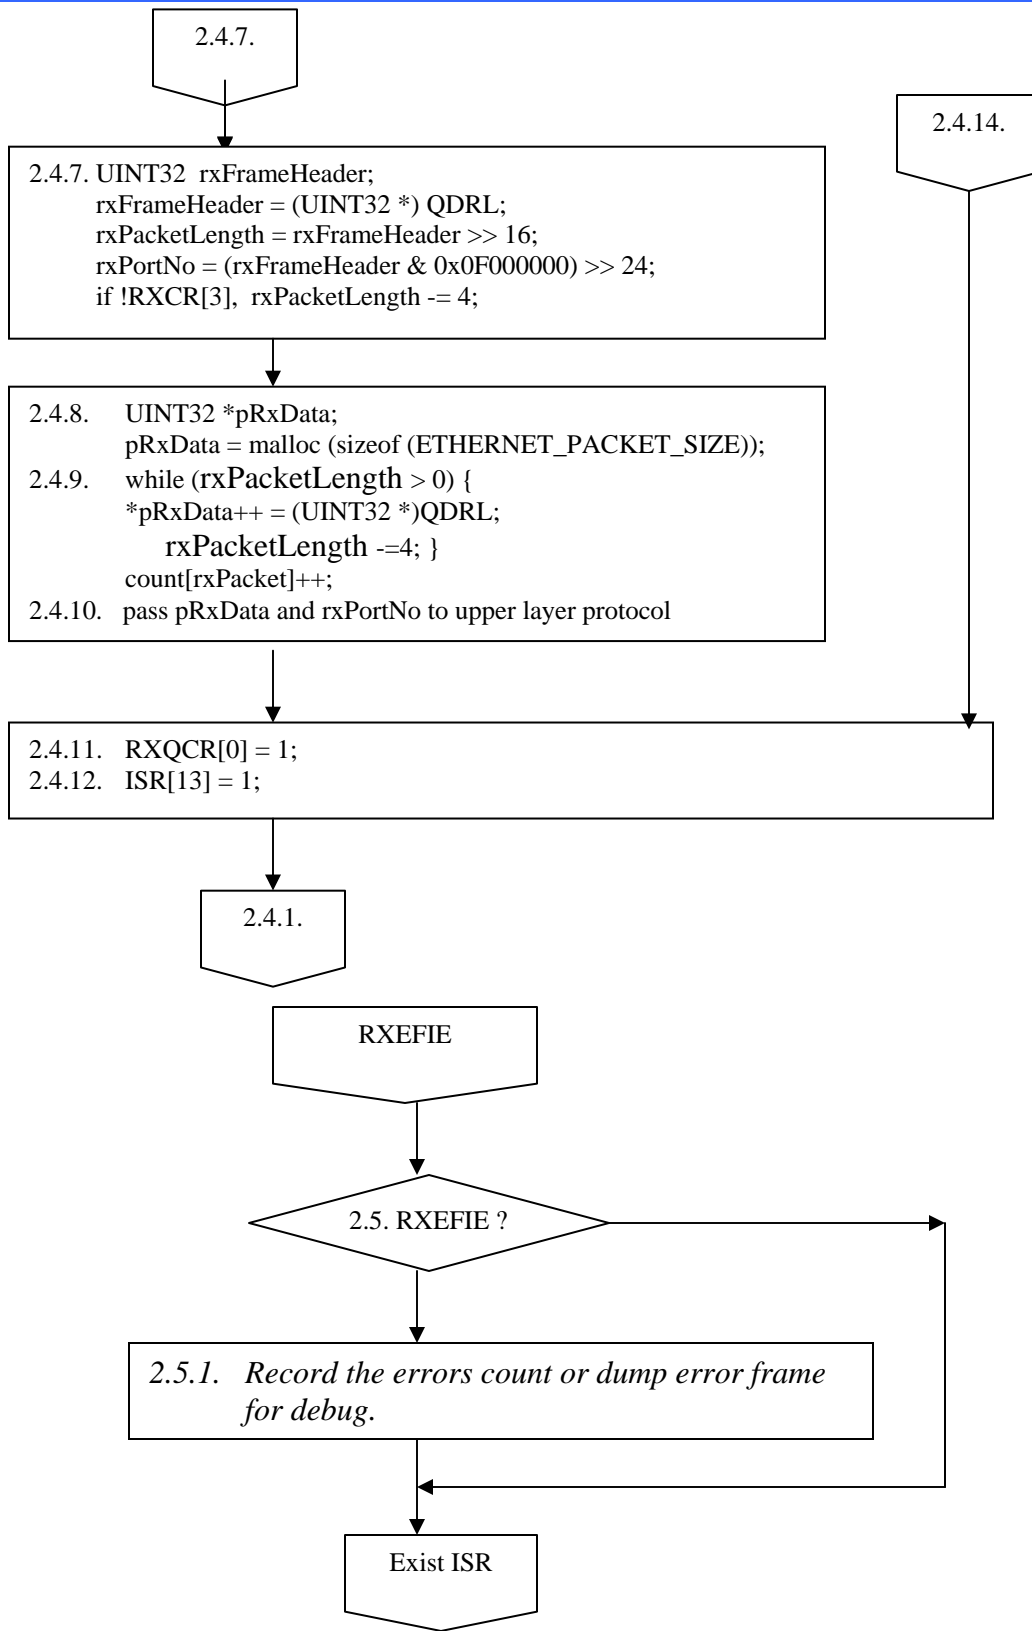 2.4.7.
2.4.14.
2.4.7. UINT32 rxFrameHeader;
rxFrameHeader = (UINT32 *) QDRL;
rxPacketLength = rxFrameHeader >> 16;
rxPortNo = (rxFrameHeader & 0x0F000000) >> 24;
if !RXCR[3], rxPacketLength -= 4;
2.4.8. UINT32 *pRxData;
pRxData = malloc (sizeof (ETHERNET_PACKET_SIZE));
2.4.9. while (rxPacketLength > 0) {
*pRxData++ = (UINT32 *)QDRL;
rxPacketLength -=4; }
count[rxPacket]++;
2.4.10. pass pRxData and rxPortNo to upper layer protocol
2.4.11. RXQCR[0] = 1;
2.4.12. ISR[13] = 1;
2.4.1.
RXEFIE
2.5. RXEFIE ?
2.5.1. Record the errors count or dump error frame
for debug.
Exist ISR